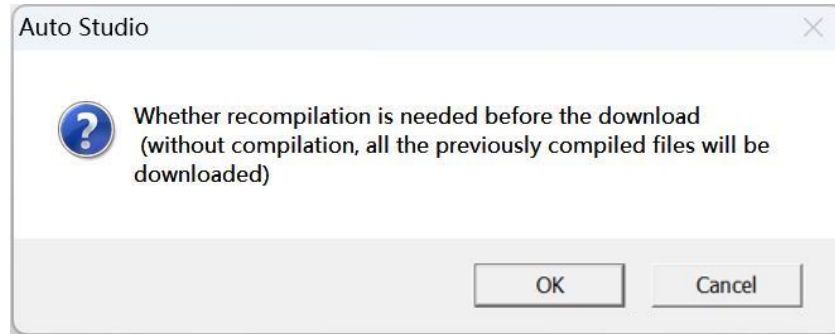 Auto Studio
Whether recompilation is needed before the download
(without compilation, all the previously compiled files will be
downloaded)
OK
Cancel